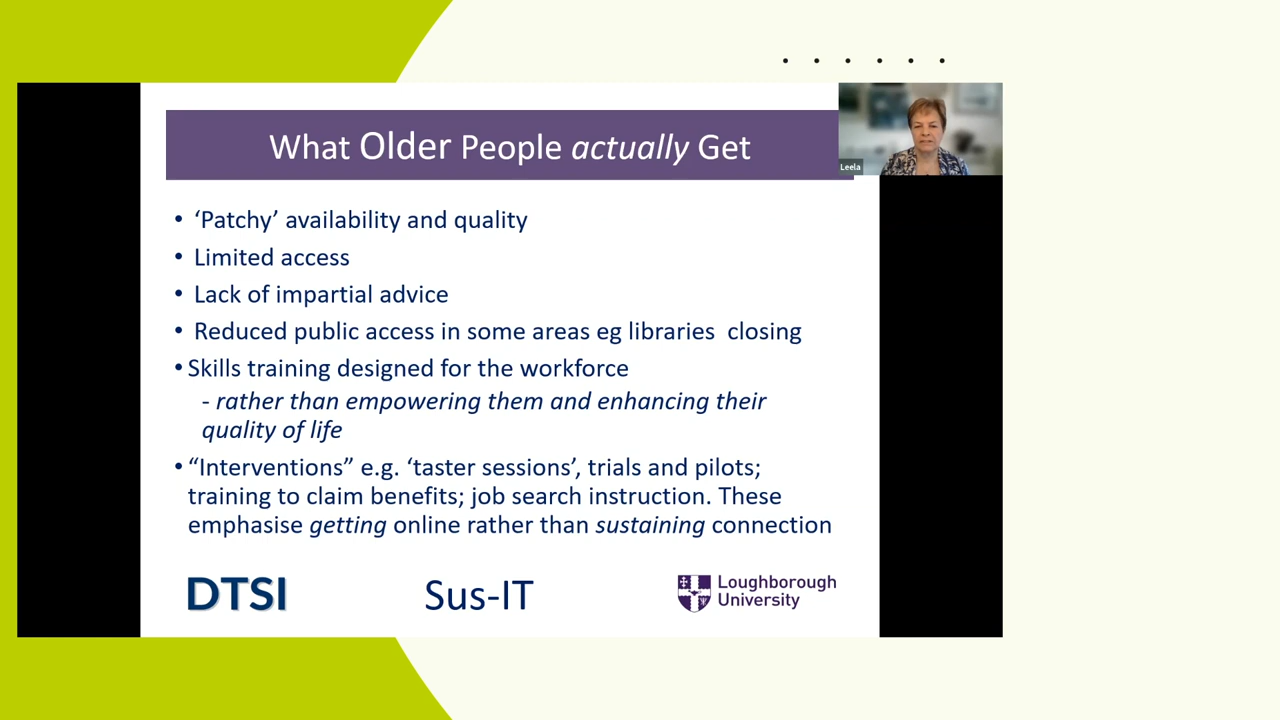 What Older People actually Get
Leela
• ‘Patchy’ availability and quality
• Limited access
• Lack of impartial advice
• Reduced public access in some areas eg libraries closing
• Skills training designed for the workforce
- rather than empowering them and enhancing their
quality of life
• “Interventions” e.g. ‘taster sessions’, trials and pilots;
training to claim benefits; job search instruction. These
emphasise getting online rather than sustaining connection
DTSI
Sus-IT
Loughborough
University